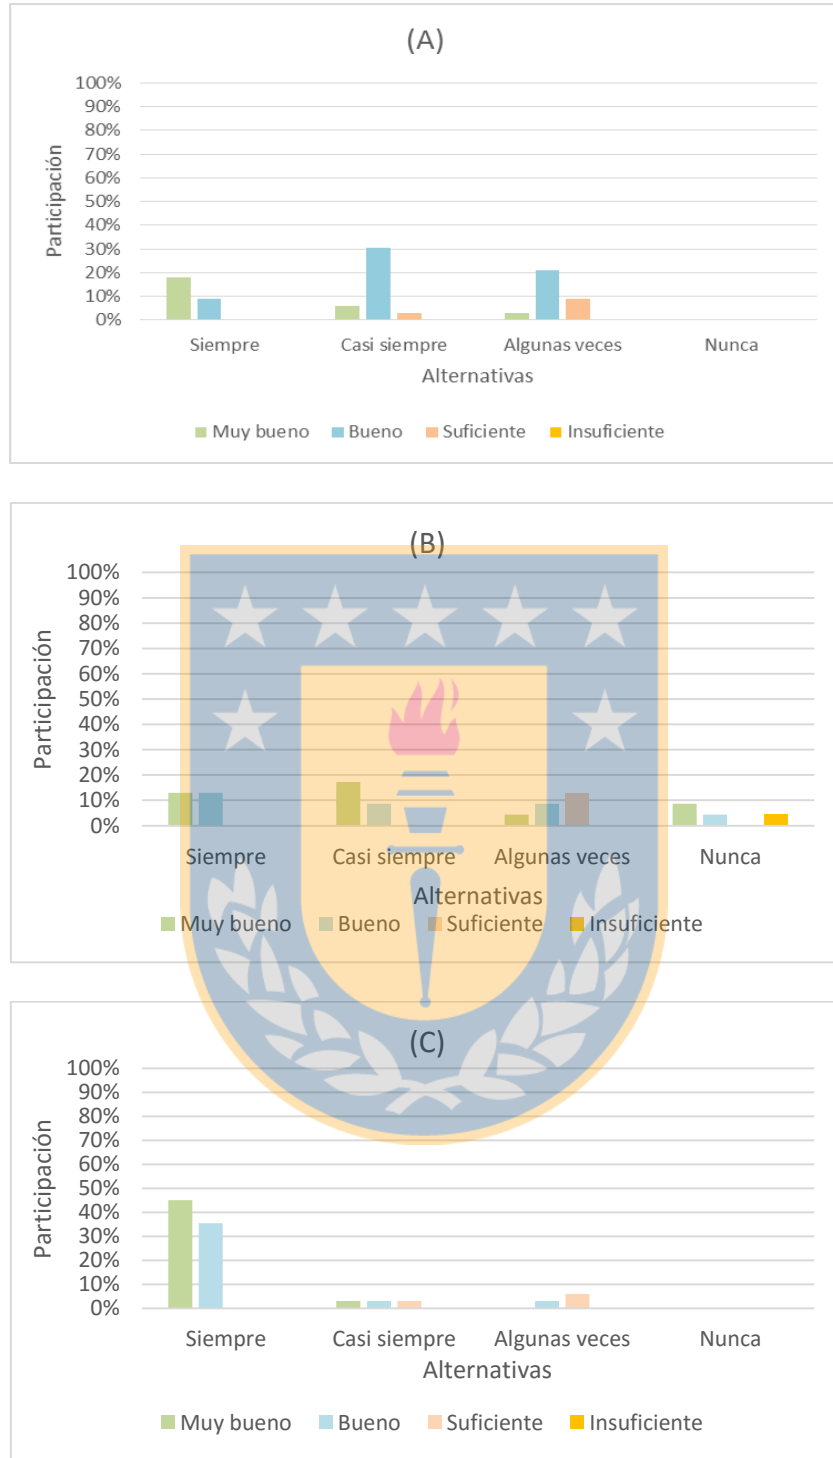 (A)
100%
90%
80%
70%
60%
50%
40%
30%
20%
10%
0%
Participación
Siempre Casi siempre Algunas veces Nunca
Alternativas
Muy bueno Bueno Suficiente Insuficiente
(B)
100%
90%
80%
70%
60%
50%
40%
30%
20%
10%
0%
Participación
Siempre Casi siempre Algunas veces Nunca
Alternativas
Muy bueno Bueno Suficiente Insuficiente
(C)
100%
90%
80%
70%
60%
50%
40%
30%
20%
10%
0%
Participación
Siempre Casi siempre Algunas veces Nunca
Alternativas
Muy bueno Bueno Suficiente Insuficiente